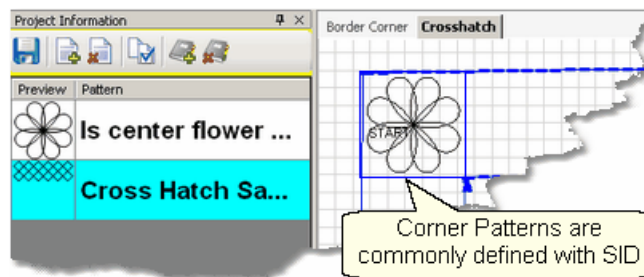 Project Information
Border Corner Crosshatch
Preview Pattern
Is center flower ...
START
Cross Hatch Sa...
Corner Patterns are
commonly defined with SID